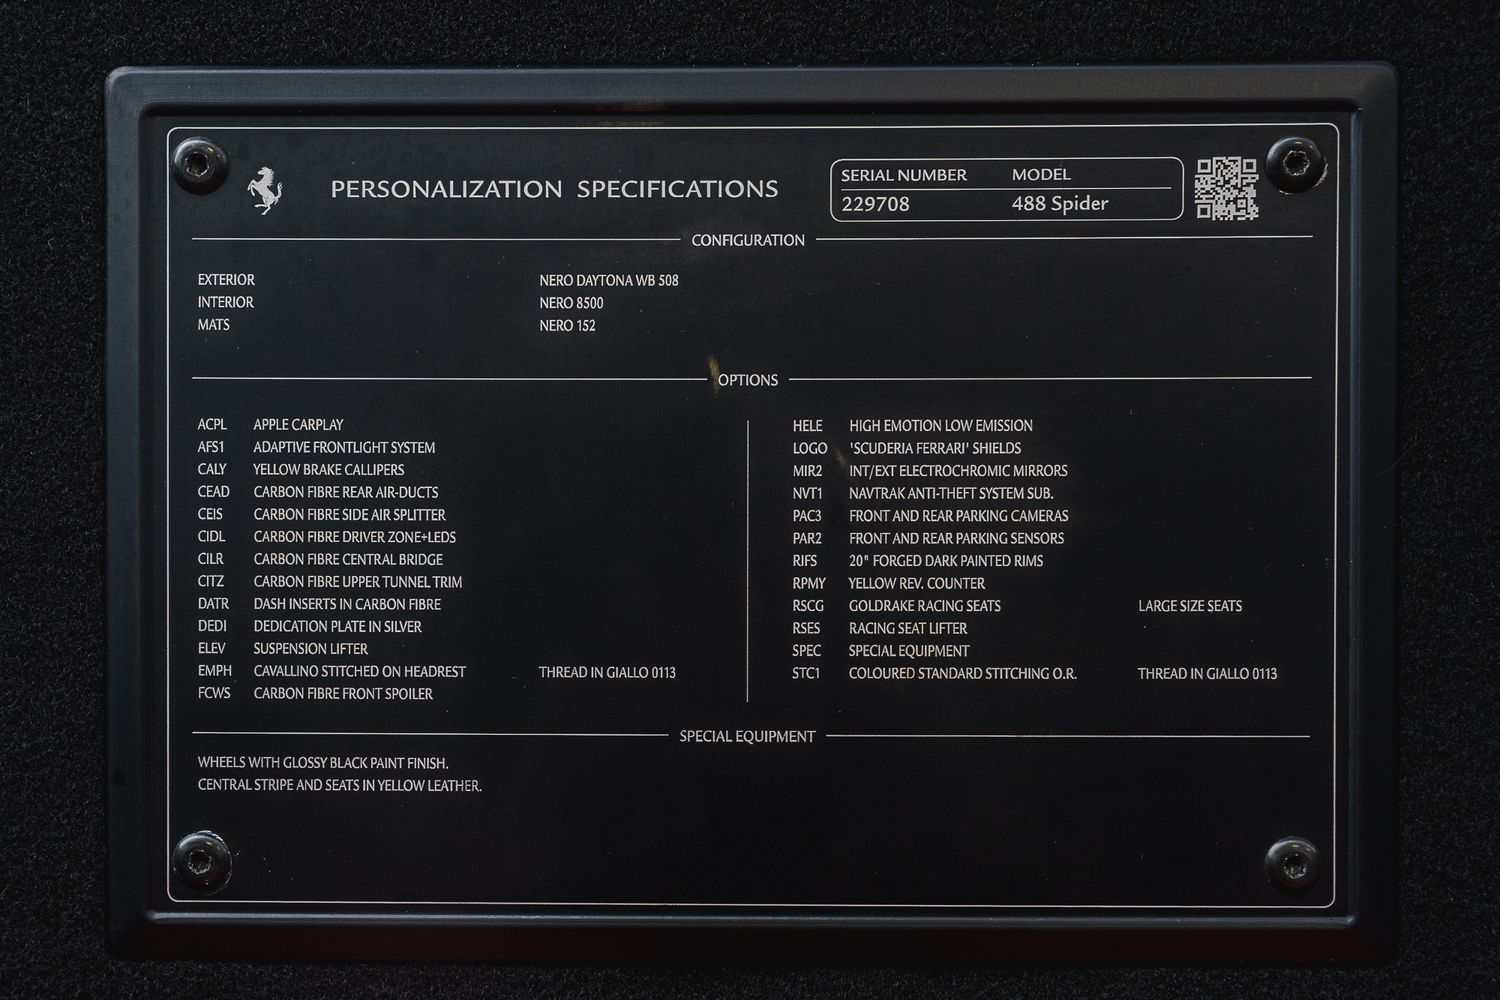 PERSONALIZATION SPECIFICATIONS
SERIAL NUMBER MODEL
229708 488 Spider
CONFIGURATION
EXTERIOR NERO DAYTONA WB 508
INTERIOR NERO 8500
MATS NERO 152
OPTIONS
ACPL APPLE CARPLAY
AFS1 ADAPTIVE FRONTLIGHT SYSTEM
CALY YELLOW BRAKE CALLIPERS
CEAD CARBON FIBRE REAR AIR-DUCTS
CEIS CARBON FIBRE SIDE AIR SPLITTER
CIDL CARBON FIBRE DRIVER ZONE+LEDS
CILR CARBON FIBRE CENTRAL BRIDGE
CITZ CARBON FIBRE UPPER TUNNEL TRIM
DATR DASH INSERTS IN CARBON FIBRE
DEDI DEDICATION PLATE IN SILVER
ELEV SUSPENSION LIFTER
EMPH CAVALLINO STITCHED ON HEADREST THREAD IN GIALLO 0113
FCWS CARBON FIBRE FRONT SPOILER
HELE HIGH EMOTION LOW EMISSION
LOGO 'SCUDERIA FERRARI' SHIELDS
MIR2 INT/EXT ELECTROCHROMIC MIRRORS
NVT1 NAVTRAK ANTI-THEFT SYSTEM SUB.
PAC3 FRONT AND REAR PARKING CAMERAS
PAR2 FRONT AND REAR PARKING SENSORS
RIFS 20" FORGED DARK PAINTED RIMS
RPMY YELLOW REV. COUNTER
RSCG GOLDRAKE RACING SEATS LARGE SIZE SEATS
RSES RACING SEAT LIFTER
SPEC SPECIAL EQUIPMENT
STC1 COLOURED STANDARD STITCHING O.R. THREAD IN GIALLO 0113
SPECIAL EQUIPMENT
WHEELS WITH GLOSSY BLACK PAINT FINISH.
CENTRAL STRIPE AND SEATS IN YELLOW LEATHER.